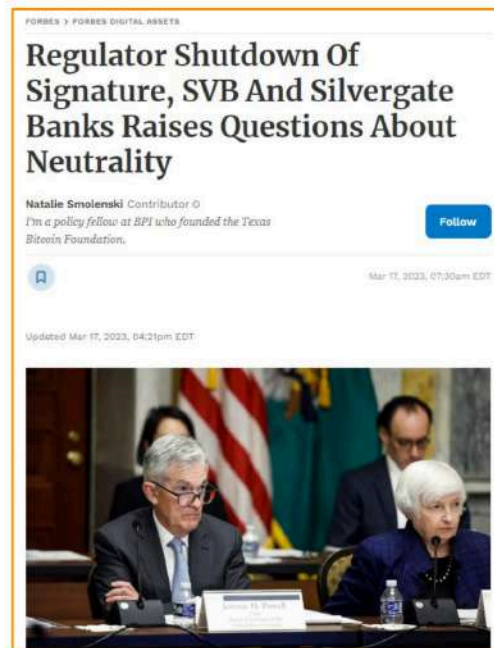 FORBES > FORBES DIGITAL ASSETS
Regulator Shutdown Of
Signature, SVB And Silvergate
Banks Raises Questions About
Neutrality
Natalie Smolenski Contributor
I'm a policy fellow at BPI who founded the Texas
Bitcoin Foundation.
Follow
Mar 17, 2023, 07:30am EDT
Updated Mar 17, 2023, 04:21pm EDT
Jerome H. Powell